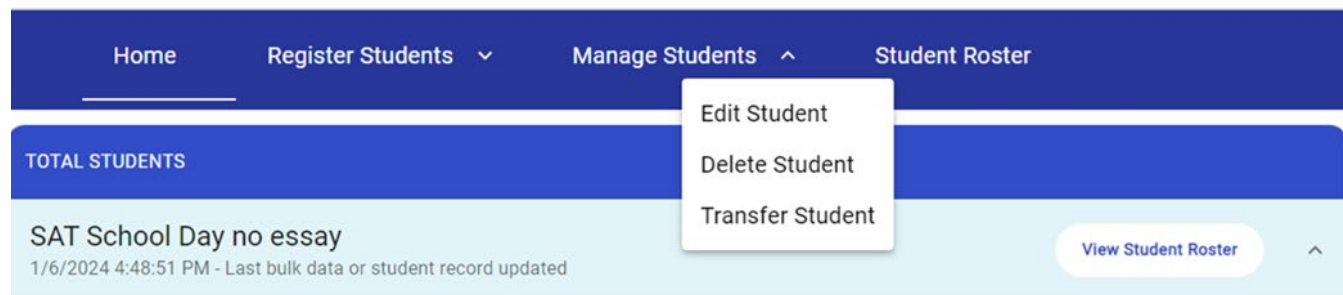 Home Register Students Manage Students Student Roster
Edit Student
Delete Student
Transfer Student
TOTAL STUDENTS
SAT School Day no essay
1/6/2024 4:48:51 PM - Last bulk data or student record updated
View Student Roster